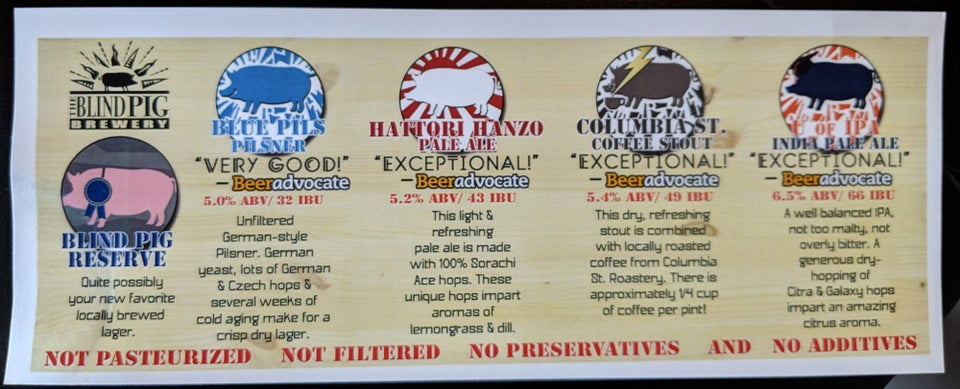 THE
BLIND PIG
BREWERY
BLIND PIG
RESERVE
Quite possibly
your new favorite
locally brewed
lager.
BLUE PILS
PILSNER
"VERY GOOD!"
- Beeradvocate
5.0% ABV/ 32 IBU
Unfiltered
German-style
Pilsner. German
yeast, lots of German
& Czech hops &
several weeks of
cold aging make for a
crisp dry lager.
HATTORI HANZO
PALE ALE
"EXCEPTIONAL!"
- Beeradvocate
5.2% ABV/ 43 IBU
This light &
refreshing
pale ale is made
with 100% Sorachi
Ace hops. These
unique hops impart
aromas of
lemongrass & dill.
COLUMBIA ST.
COFFEE STOUT
"EXCEPTIONAL!"
- Beeradvocate
5.4% ABV/ 49 IBU
This dry, refreshing
stout is combined
with locally roasted
coffee from Columbia
St. Roastery. There is
approximately 1/4 cup
of coffee per pint!
U OF IPA
INDIA PALE ALE
"EXCEPTIONAL!"
- Beeradvocate
6.5% ABV/ 66 IBU
A well balanced IPA,
not too malty, not
overly bitter. A
generous dry-
hopping of
Citra & Galaxy hops
impart an amazing
citrus aroma.
NOT PASTEURIZED NOT FILTERED NO PRESERVATIVES AND NO ADDITIVES